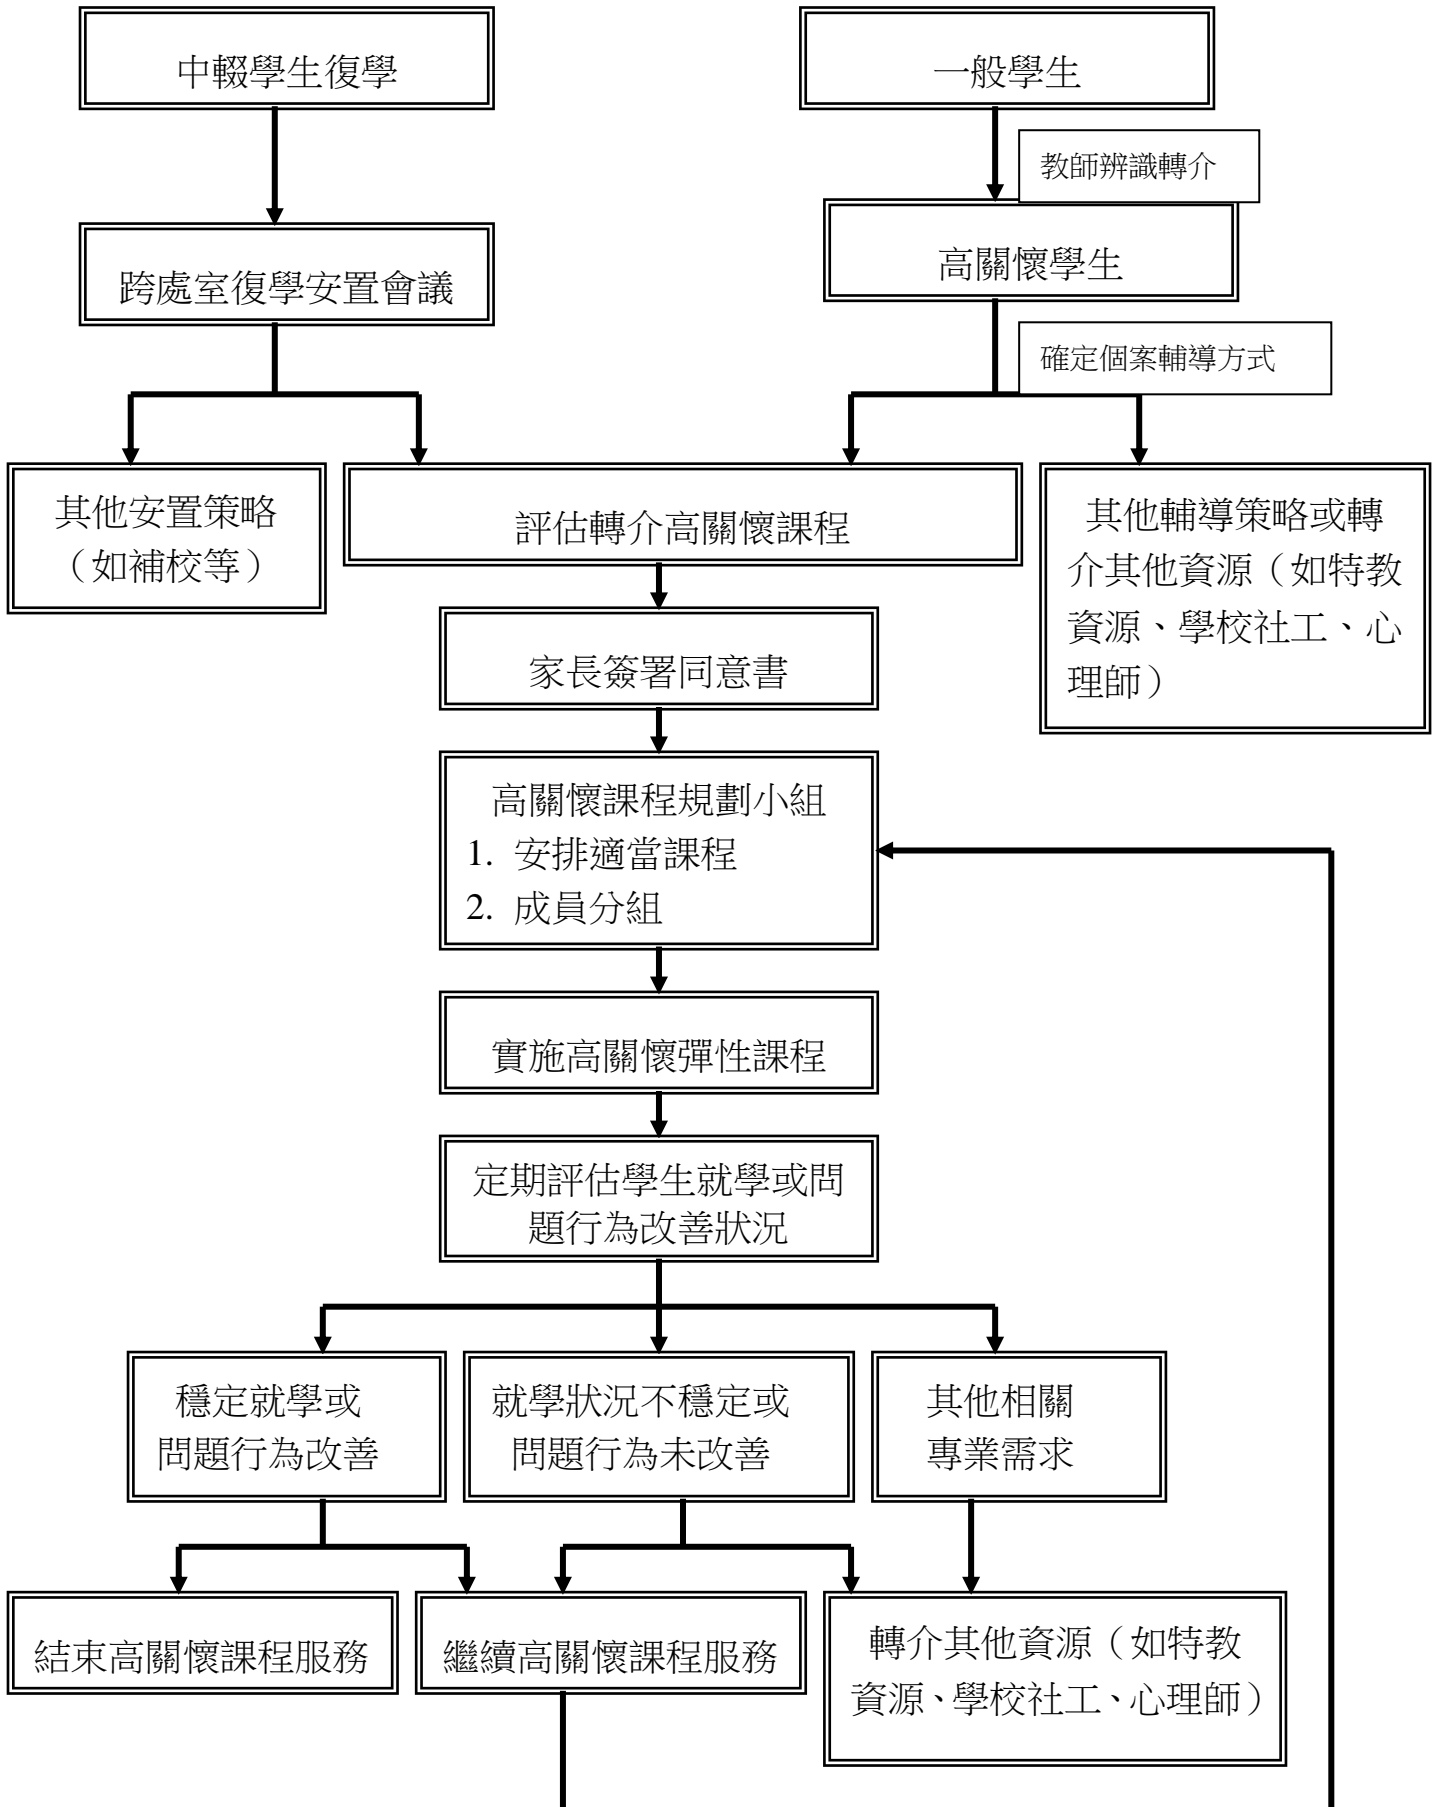 中輟學生復學
一般學生
教師辨識轉介
跨處室復學安置會議
高關懷學生
確定個案輔導方式
其他安置策略
（如補校等）
評估轉介高關懷課程
其他輔導策略或轉
介其他資源（如特教
資源、學校社工、心
理師）
家長簽署同意書
高關懷課程規劃小組
1. 安排適當課程
2. 成員分組
實施高關懷彈性課程
定期評估學生就學或問
題行為改善狀況
穩定就學或
問題行為改善
就學狀況不穩定或
問題行為未改善
其他相關
專業需求
結束高關懷課程服務
繼續高關懷課程服務
轉介其他資源（如特教
資源、學校社工、心理師）